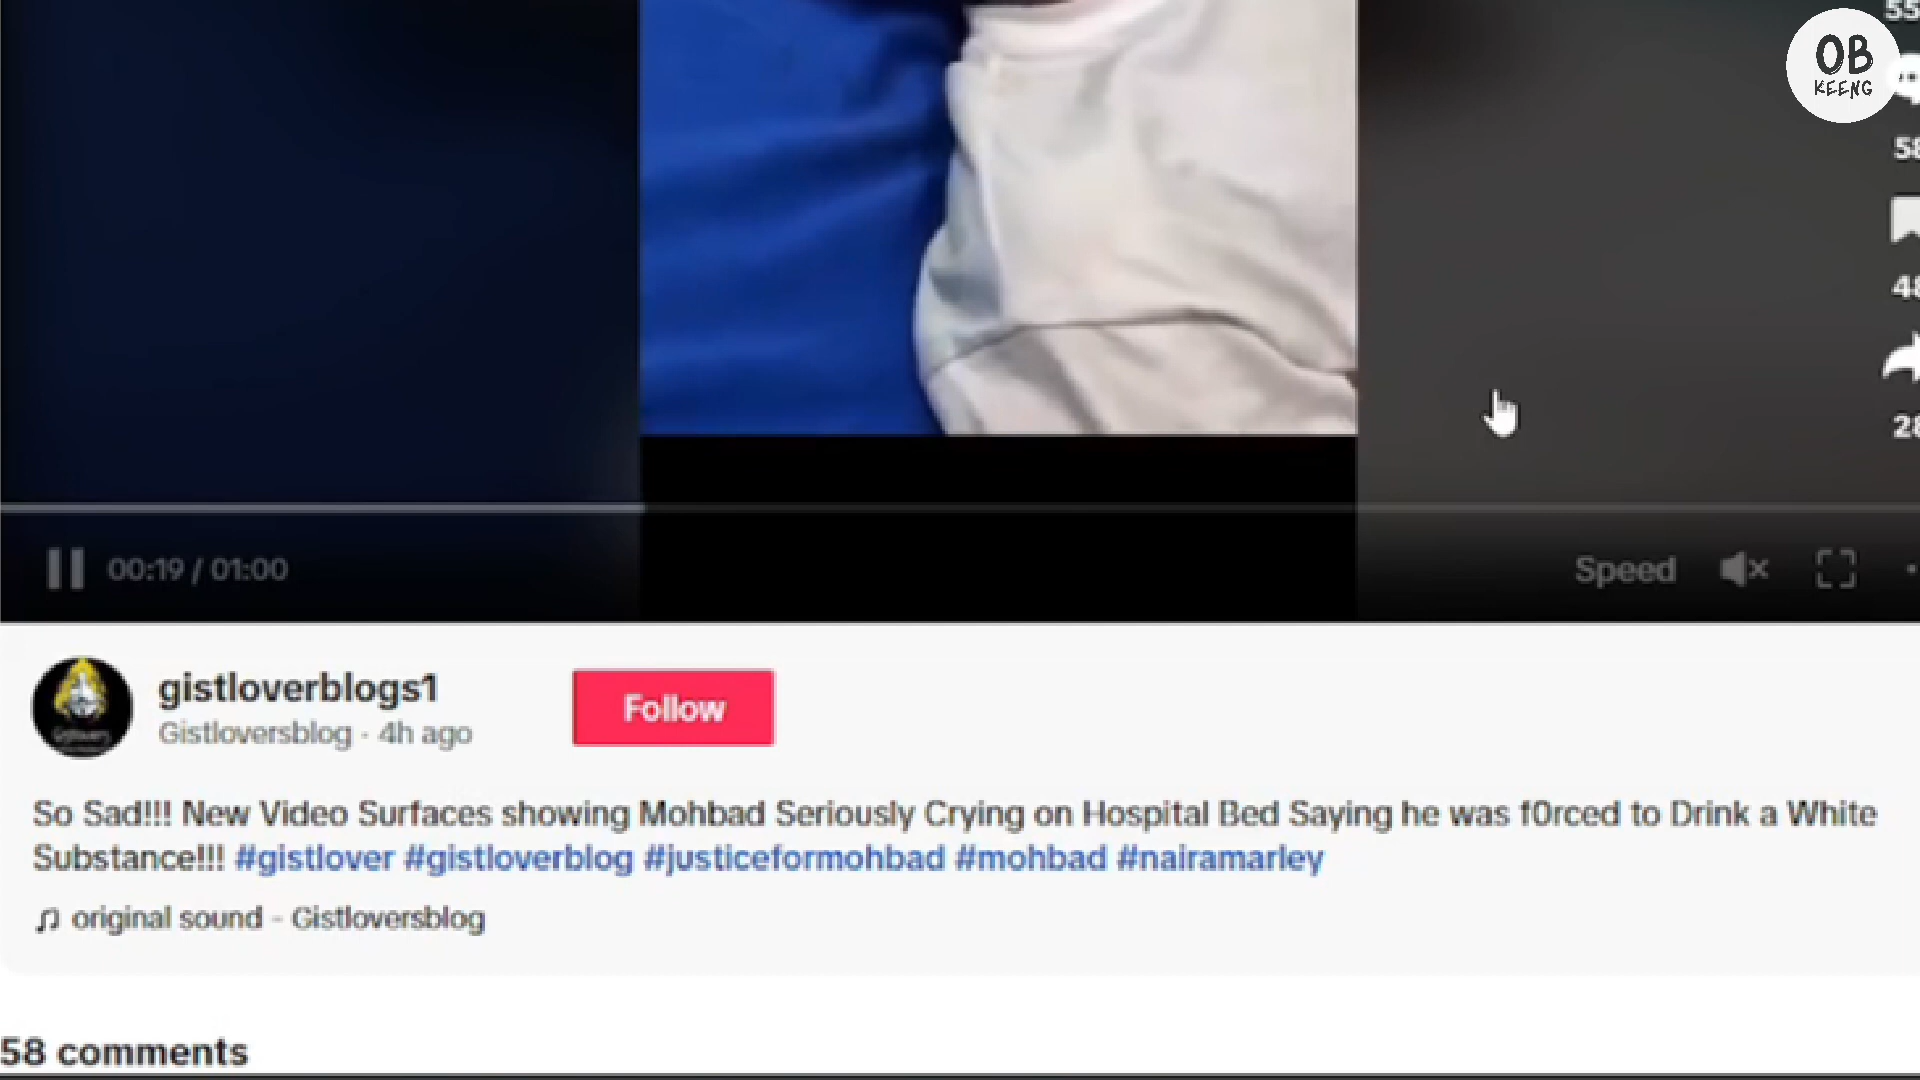 OB
KEENG
00:19 / 01:00
Speed
gistloverblogs1
Gistloversblog · 4h ago
Follow
So Sad!!! New Video Surfaces showing Mohbad Seriously Crying on Hospital Bed Saying he was f0rced to Drink a White
Substance!!! #gistlover #gistloverblog #justiceformohbad #mohbad #nairamarley
original sound - Gistloversblog
58 comments